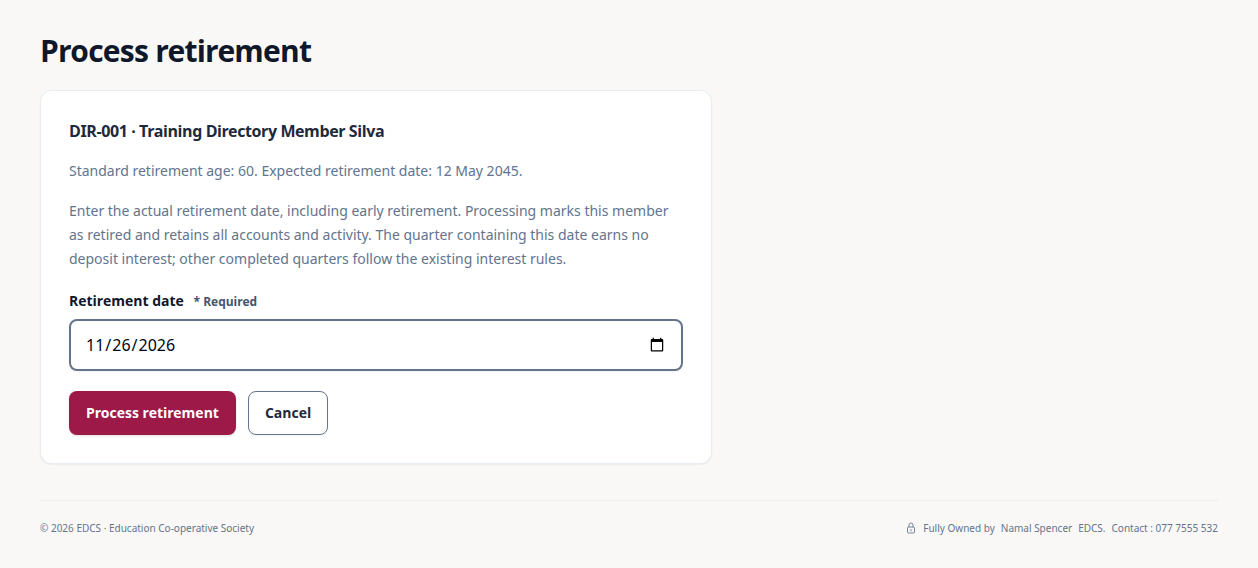 Process retirement
DIR-001 · Training Directory Member Silva
Standard retirement age: 60. Expected retirement date: 12 May 2045.
Enter the actual retirement date, including early retirement. Processing marks this member
as retired and retains all accounts and activity. The quarter containing this date earns no
deposit interest; other completed quarters follow the existing interest rules.
Retirement date * Required
11/26/2026
Process retirement Cancel
© 2026 EDCS · Education Co-operative Society Fully Owned by Namal Spencer EDCS. Contact : 077 7555 532